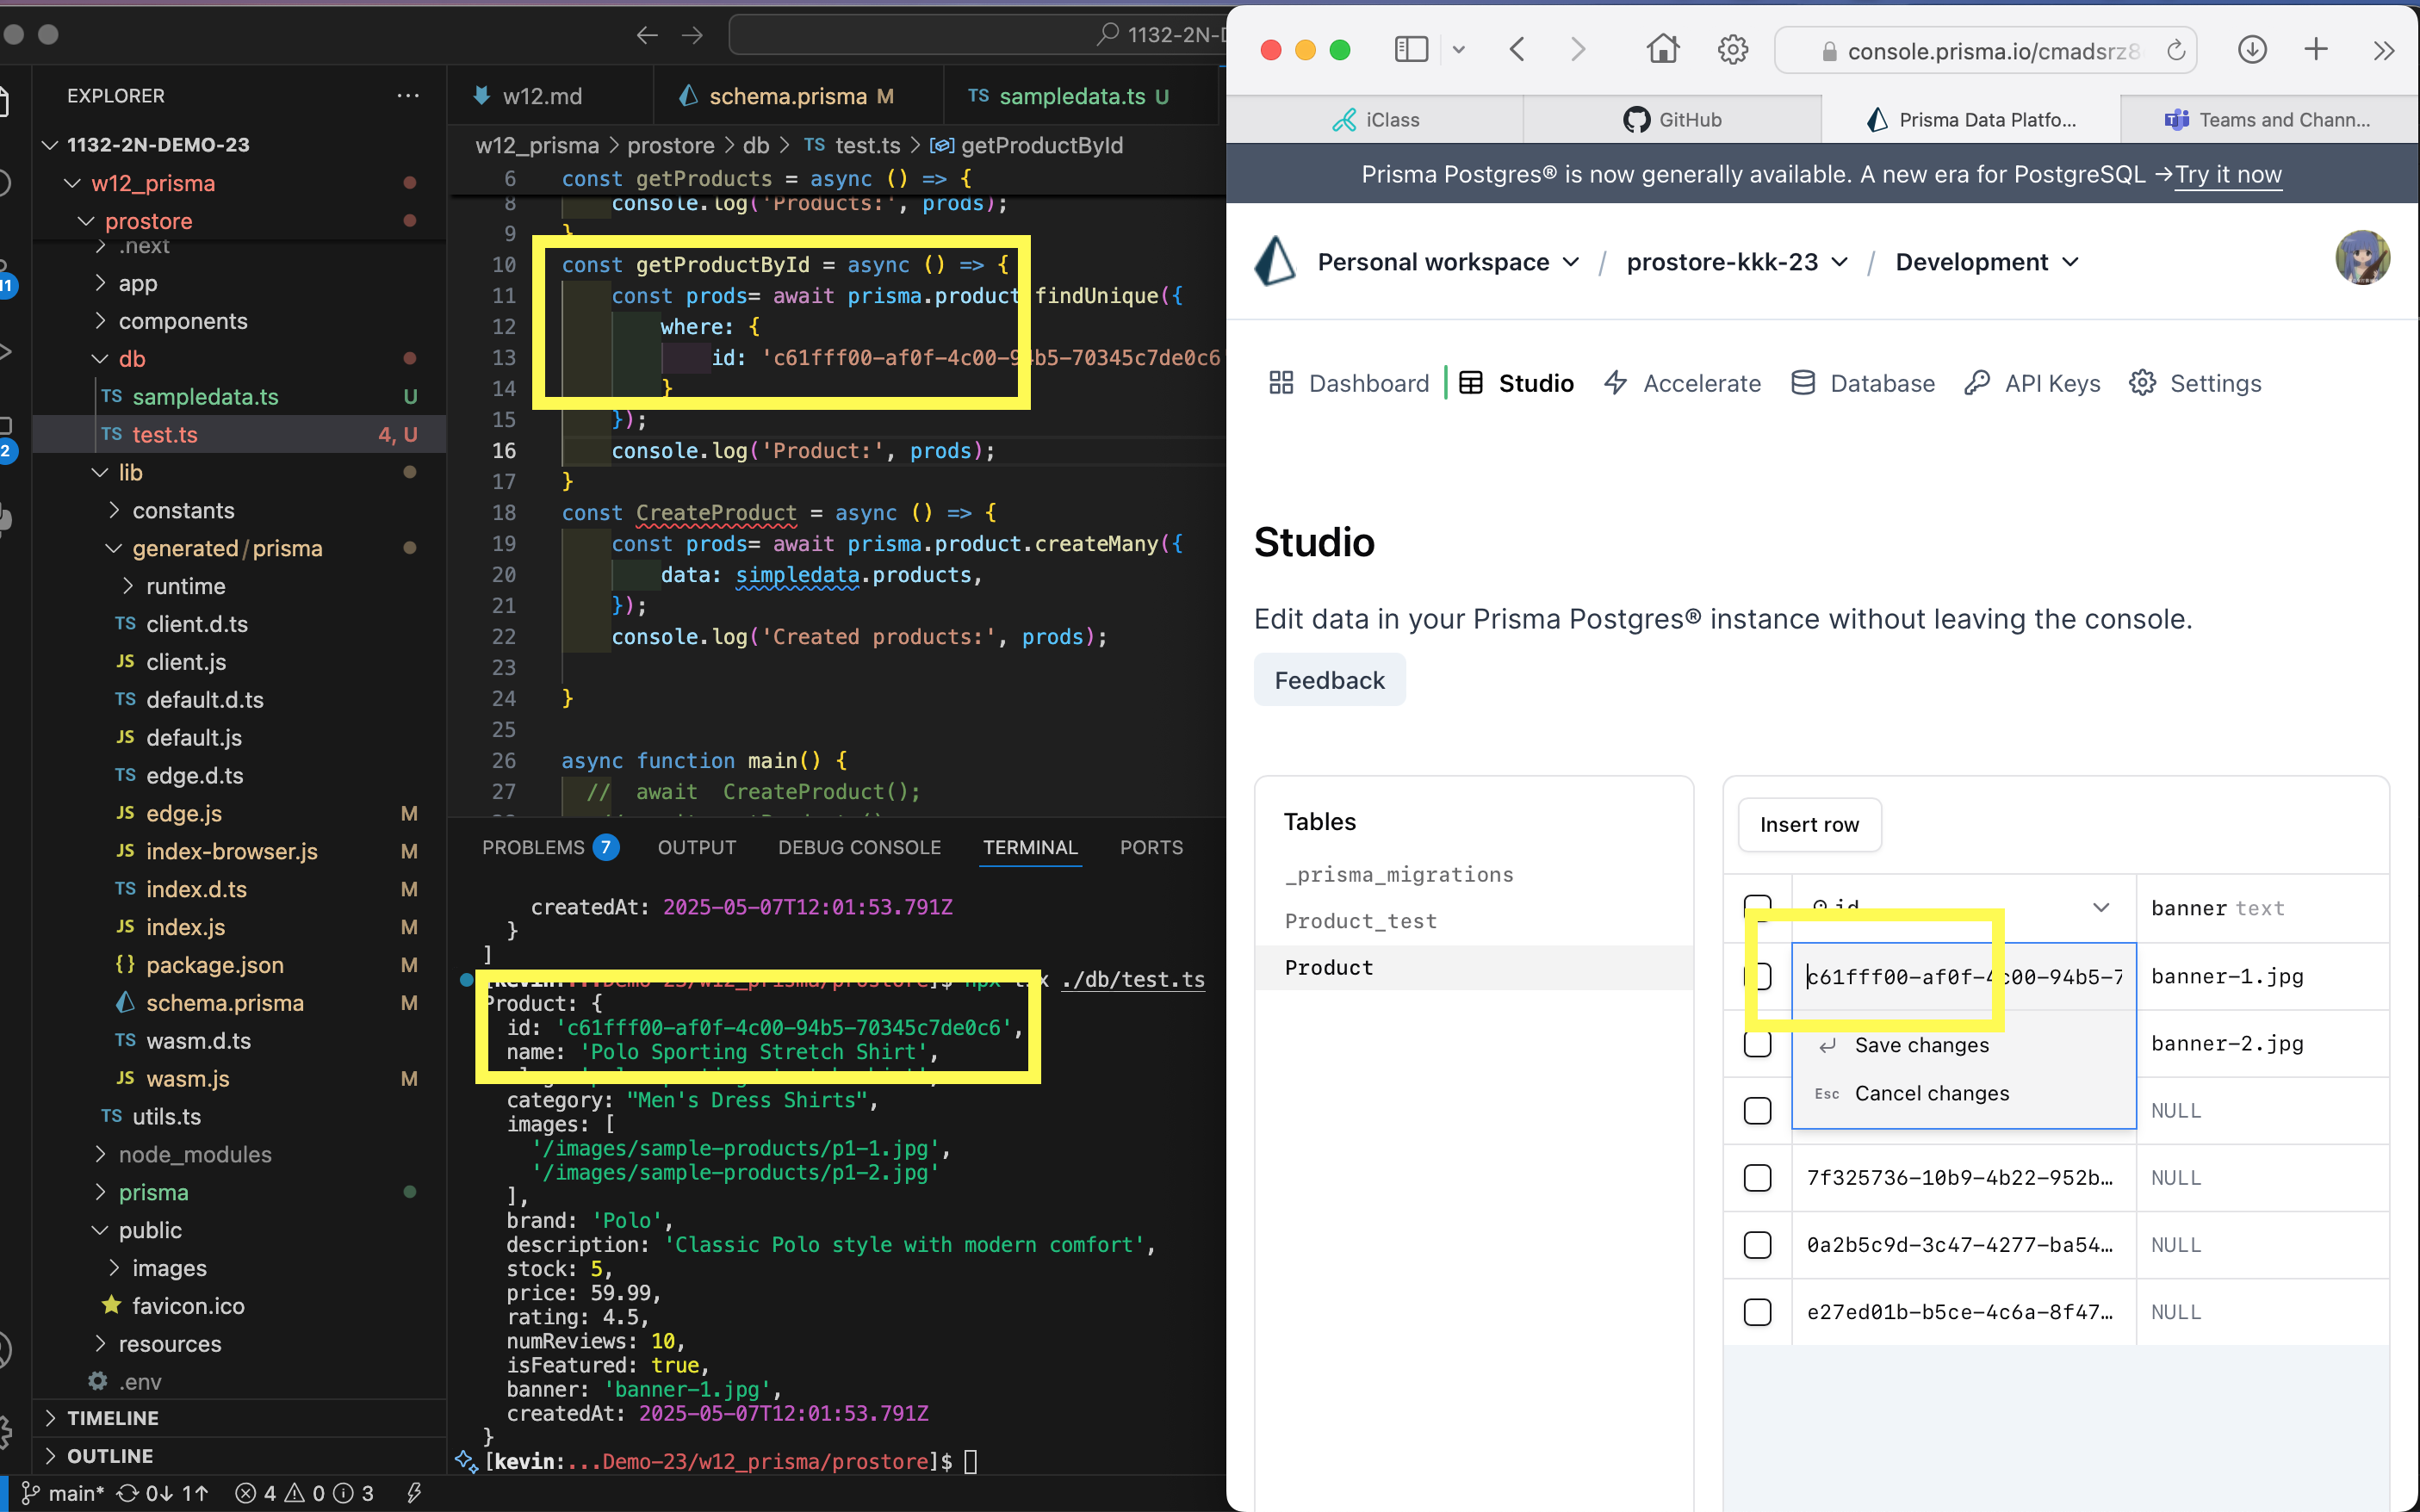 1132-2N-D
EXPLORER
1132-2N-DEMO-23
w12_prisma
prostore
.next
app
components
db
TS sampledata.ts U
TS test.ts 4, U
lib
constants
generated/prisma
runtime
TS client.d.ts
JS client.js
TS default.d.ts
JS default.js
TS edge.d.ts
JS edge.js M
JS index-browser.js M
TS index.d.ts M
JS index.js M
{} package.json M
schema.prisma M
TS wasm.d.ts
JS wasm.js M
TS utils.ts
node_modules
prisma
public
images
favicon.ico
resources
.env
TIMELINE
OUTLINE
main* 0↓ 1↑ 4 0 3
11
2
w12.md
schema.prisma M
TS sampledata.ts U
w12_prisma > prostore > db > TS test.ts > getProductById
6 const getProducts = async () => {
8 console.log('Products:', prods);
9 }
10 const getProductById = async () => {
11 const prods= await prisma.product findUnique({
12 where: {
13 id: 'c61fff00-af0f-4c00-94b5-70345c7de0c6
14 }
15 });
16 console.log('Product:', prods);
17 }
18 const CreateProduct = async () => {
19 const prods= await prisma.product.createMany({
20 data: simpledata.products,
21 });
22 console.log('Created products:', prods);
23
24 }
25
26 async function main() {
27 // await CreateProduct();
PROBLEMS 7 OUTPUT DEBUG CONSOLE TERMINAL PORTS
createdAt: 2025-05-07T12:01:53.791Z
}
]
[kevin:...Demo-23/w12_prisma/prostore]$ npx tsx ./db/test.ts
Product: {
id: 'c61fff00-af0f-4c00-94b5-70345c7de0c6',
name: 'Polo Sporting Stretch Shirt',
category: "Men's Dress Shirts",
images: [
'/images/sample-products/p1-1.jpg',
'/images/sample-products/p1-2.jpg'
],
brand: 'Polo',
description: 'Classic Polo style with modern comfort',
stock: 5,
price: 59.99,
rating: 4.5,
numReviews: 10,
isFeatured: true,
banner: 'banner-1.jpg',
createdAt: 2025-05-07T12:01:53.791Z
}
[kevin:...Demo-23/w12_prisma/prostore]$
console.prisma.io/cmadsrz8
iClass
GitHub
Prisma Data Platfo...
Teams and Chann...
Prisma Postgres® is now generally available. A new era for PostgreSQL →Try it now
Personal workspace / prostore-kkk-23 / Development
Dashboard Studio Accelerate Database API Keys Settings
Studio
Edit data in your Prisma Postgres® instance without leaving the console.
Feedback
Tables
_prisma_migrations
Product_test
Product
Insert row
id banner text
c61fff00-af0f-4c00-94b5-7 banner-1.jpg
Save changes banner-2.jpg
Esc Cancel changes NULL
7f325736-10b9-4b22-952b… NULL
0a2b5c9d-3c47-4277-ba54… NULL
e27ed01b-b5ce-4c6a-8f47… NULL